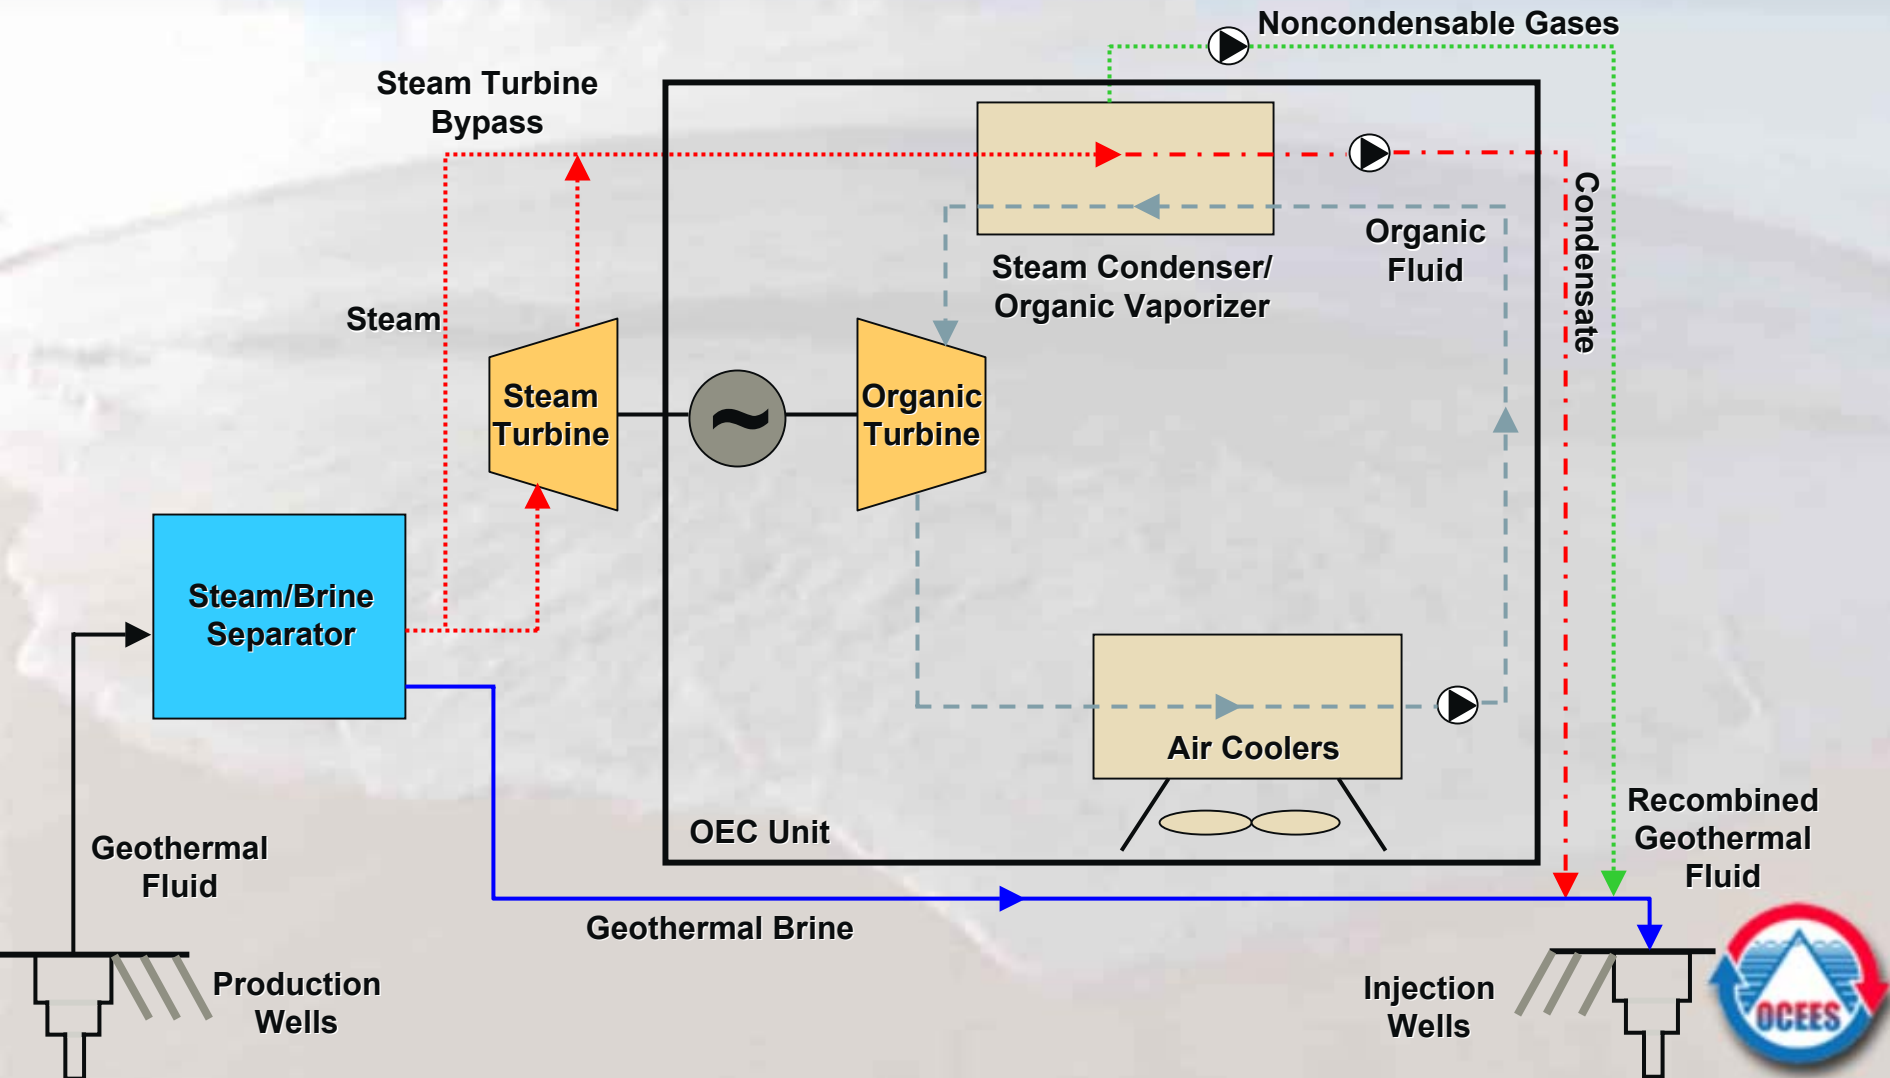 Noncondensable Gases
Steam Turbine
Bypass
Condensate
Organic
Fluid
Steam Condenser/
Organic Vaporizer
Steam
Steam
Turbine
~
Organic
Turbine
Steam/Brine
Separator
Air Coolers
OEC Unit
Recombined
Geothermal
Fluid
Geothermal
Fluid
Geothermal Brine
Production
Wells
Injection
Wells
OCEES